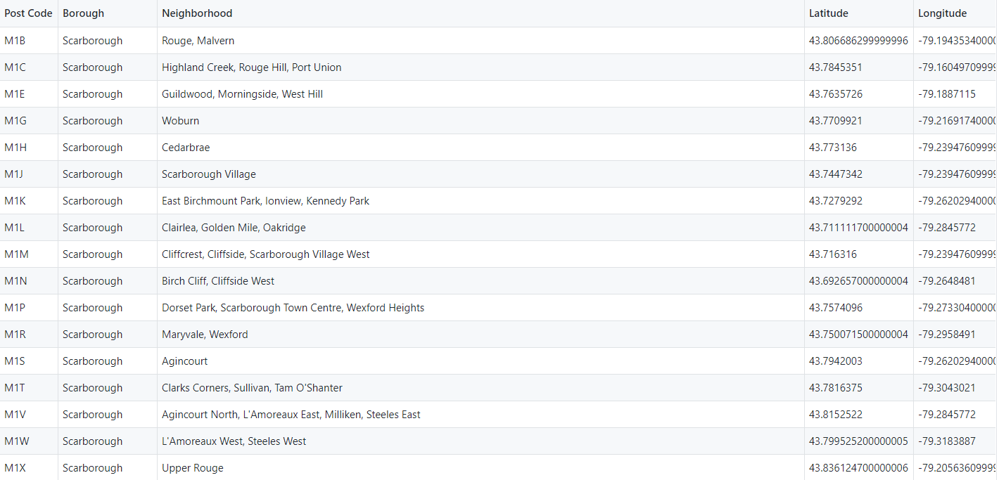 Post Code Borough Neighborhood Latitude Longitude
M1B Scarborough Rouge, Malvern 43.806686299999996 -79.19435340000
M1C Scarborough Highland Creek, Rouge Hill, Port Union 43.7845351 -79.16049709999
M1E Scarborough Guildwood, Morningside, West Hill 43.7635726 -79.1887115
M1G Scarborough Woburn 43.7709921 -79.21691740000
M1H Scarborough Cedarbrae 43.773136 -79.23947609999
M1J Scarborough Scarborough Village 43.7447342 -79.23947609999
M1K Scarborough East Birchmount Park, Ionview, Kennedy Park 43.7279292 -79.26202940000
M1L Scarborough Clairlea, Golden Mile, Oakridge 43.711111700000004 -79.2845772
M1M Scarborough Cliffcrest, Cliffside, Scarborough Village West 43.716316 -79.23947609999
M1N Scarborough Birch Cliff, Cliffside West 43.692657000000004 -79.2648481
M1P Scarborough Dorset Park, Scarborough Town Centre, Wexford Heights 43.7574096 -79.27330400000
M1R Scarborough Maryvale, Wexford 43.750071500000004 -79.2958491
M1S Scarborough Agincourt 43.7942003 -79.26202940000
M1T Scarborough Clarks Corners, Sullivan, Tam O'Shanter 43.7816375 -79.3043021
M1V Scarborough Agincourt North, L'Amoreaux East, Milliken, Steeles East 43.8152522 -79.2845772
M1W Scarborough L'Amoreaux West, Steeles West 43.799525200000005 -79.3183887
M1X Scarborough Upper Rouge 43.836124700000006 -79.20563609999